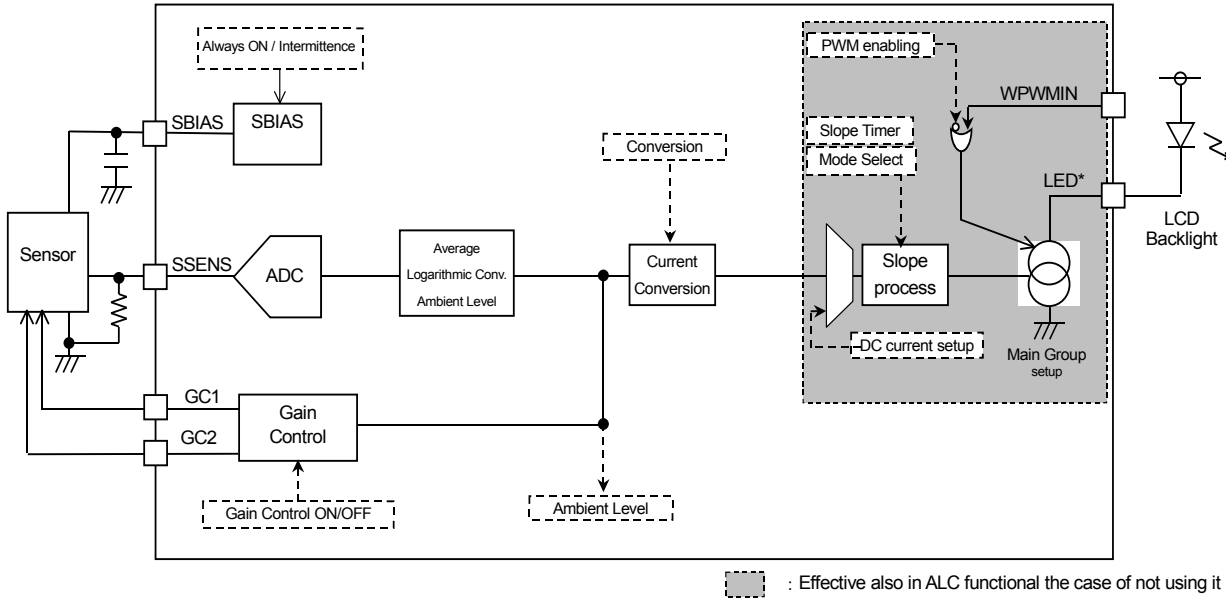 Always ON / Intermittence
PWM enabling
SBIAS
SBIAS
WPWMIN
Conversion
Slope Timer
Mode Select
LED*
LCD
Backlight
Sensor
SSENS
ADC
Average
Logarithmic Conv.
Ambient Level
Current
Conversion
Slope
process
DC current setup
Main Group
setup
GC1
GC2
Gain
Control
Gain Control ON/OFF
Ambient Level
: Effective also in ALC functional the case of not using it